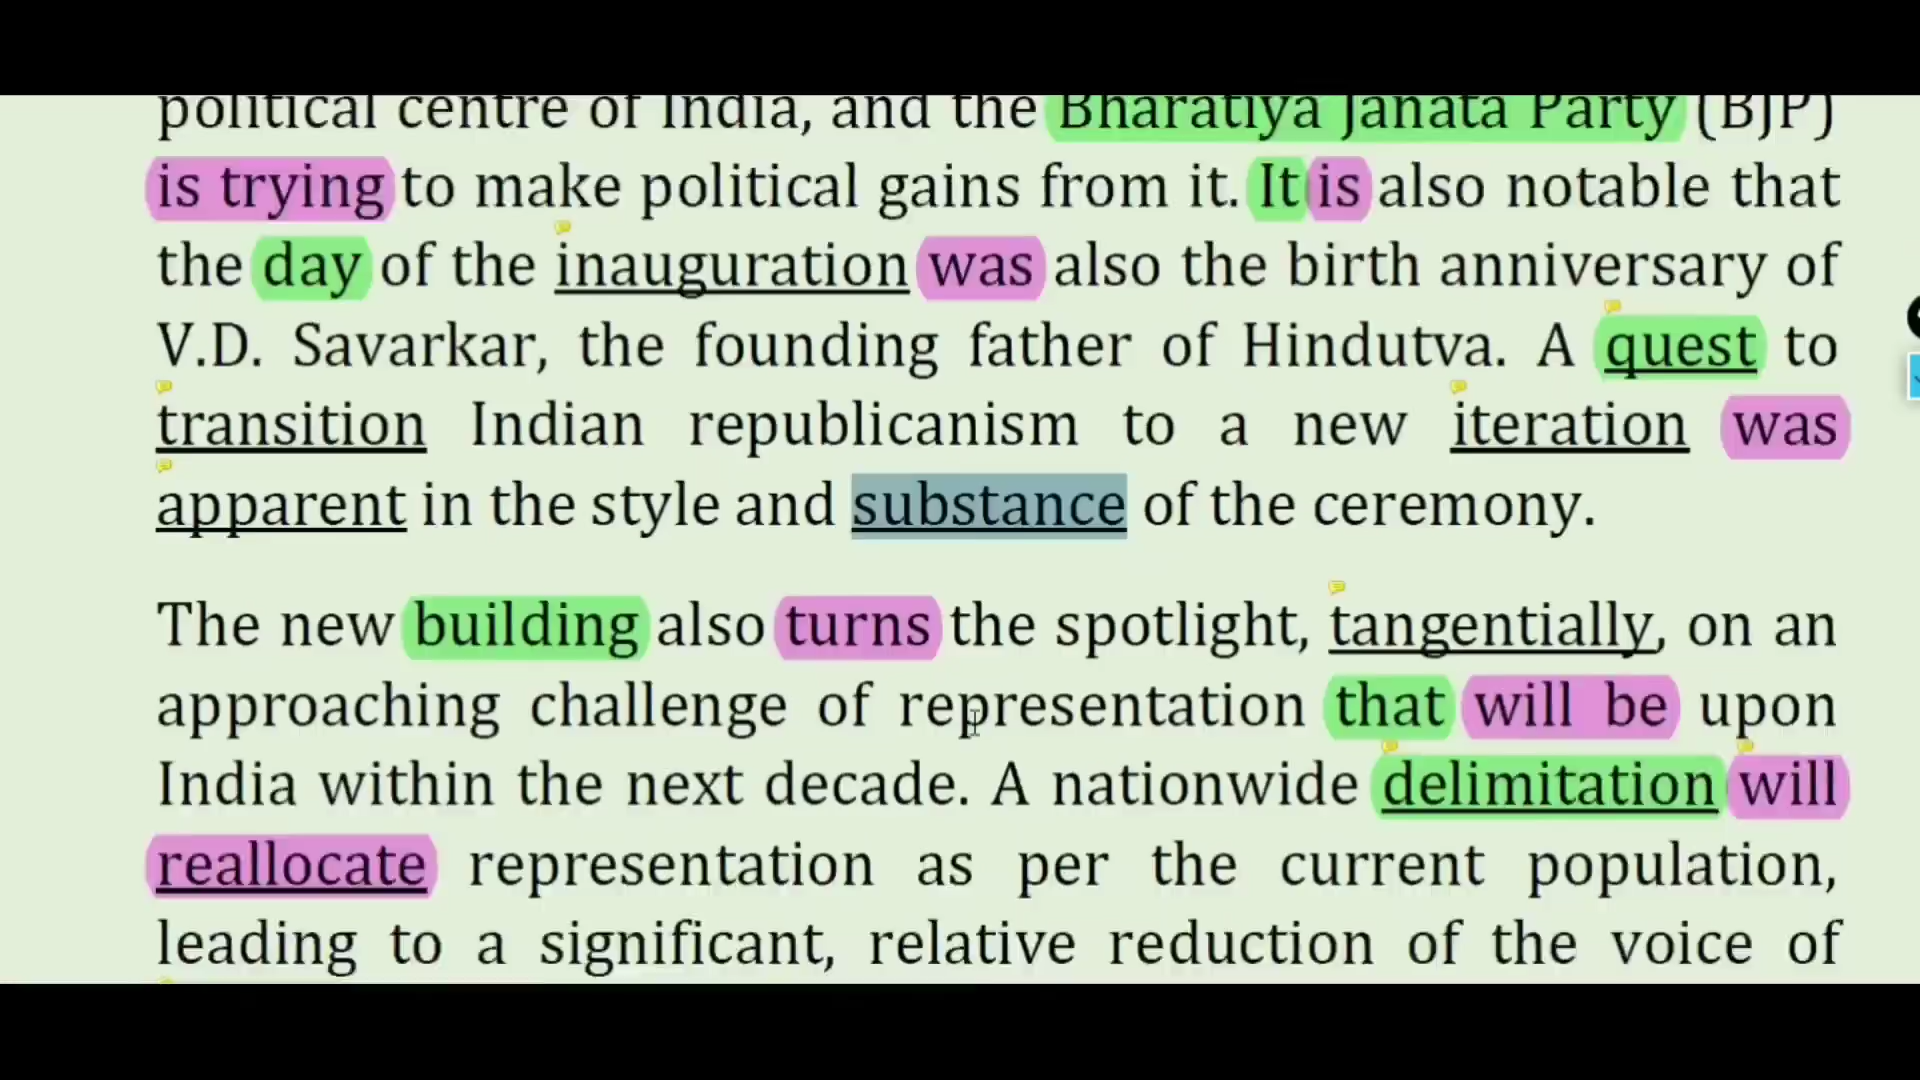 political centre of India, and the Bharatiya Janata Party (BJP)
is trying to make political gains from it. It is also notable that
the day of the inauguration was also the birth anniversary of
V.D. Savarkar, the founding father of Hindutva. A quest to
transition Indian republicanism to a new iteration was
apparent in the style and substance of the ceremony.
The new building also turns the spotlight, tangentially, on an
approaching challenge of representation that will be upon
India within the next decade. A nationwide delimitation will
reallocate representation as per the current population,
leading to a significant, relative reduction of the voice of